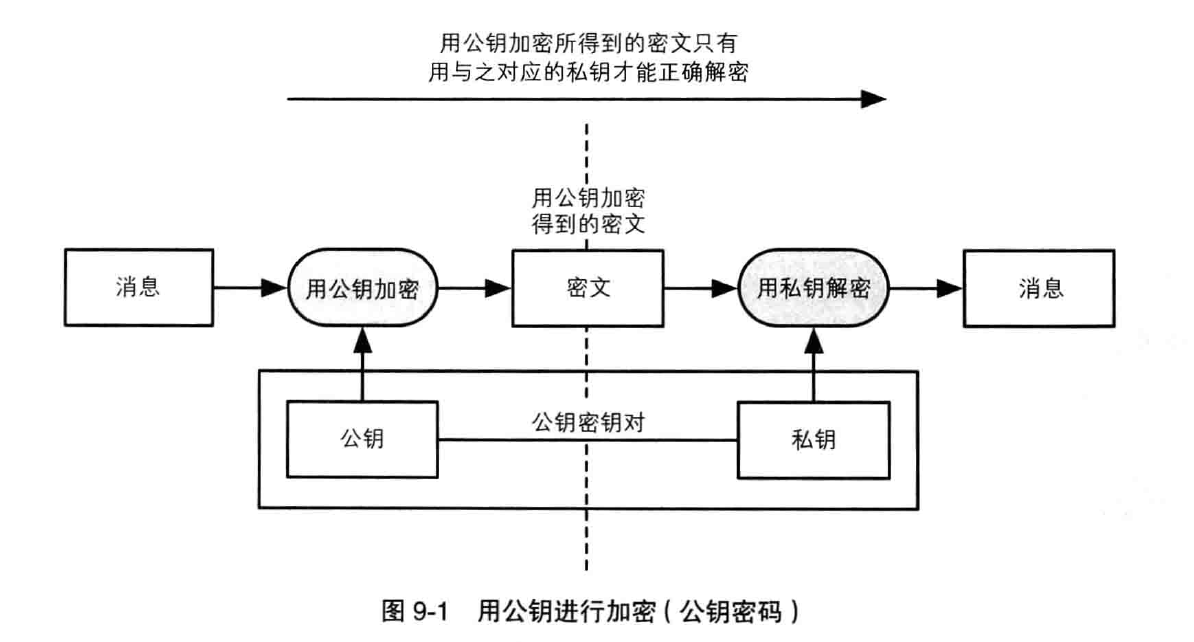 用公钥加密所得到的密文只有
用与之对应的私钥才能正确解密
用公钥加密
得到的密文
消息
用公钥加密
密文
用私钥解密
消息
公钥
公钥密钥对
私钥
图 9-1 用公钥进行加密（公钥密码）